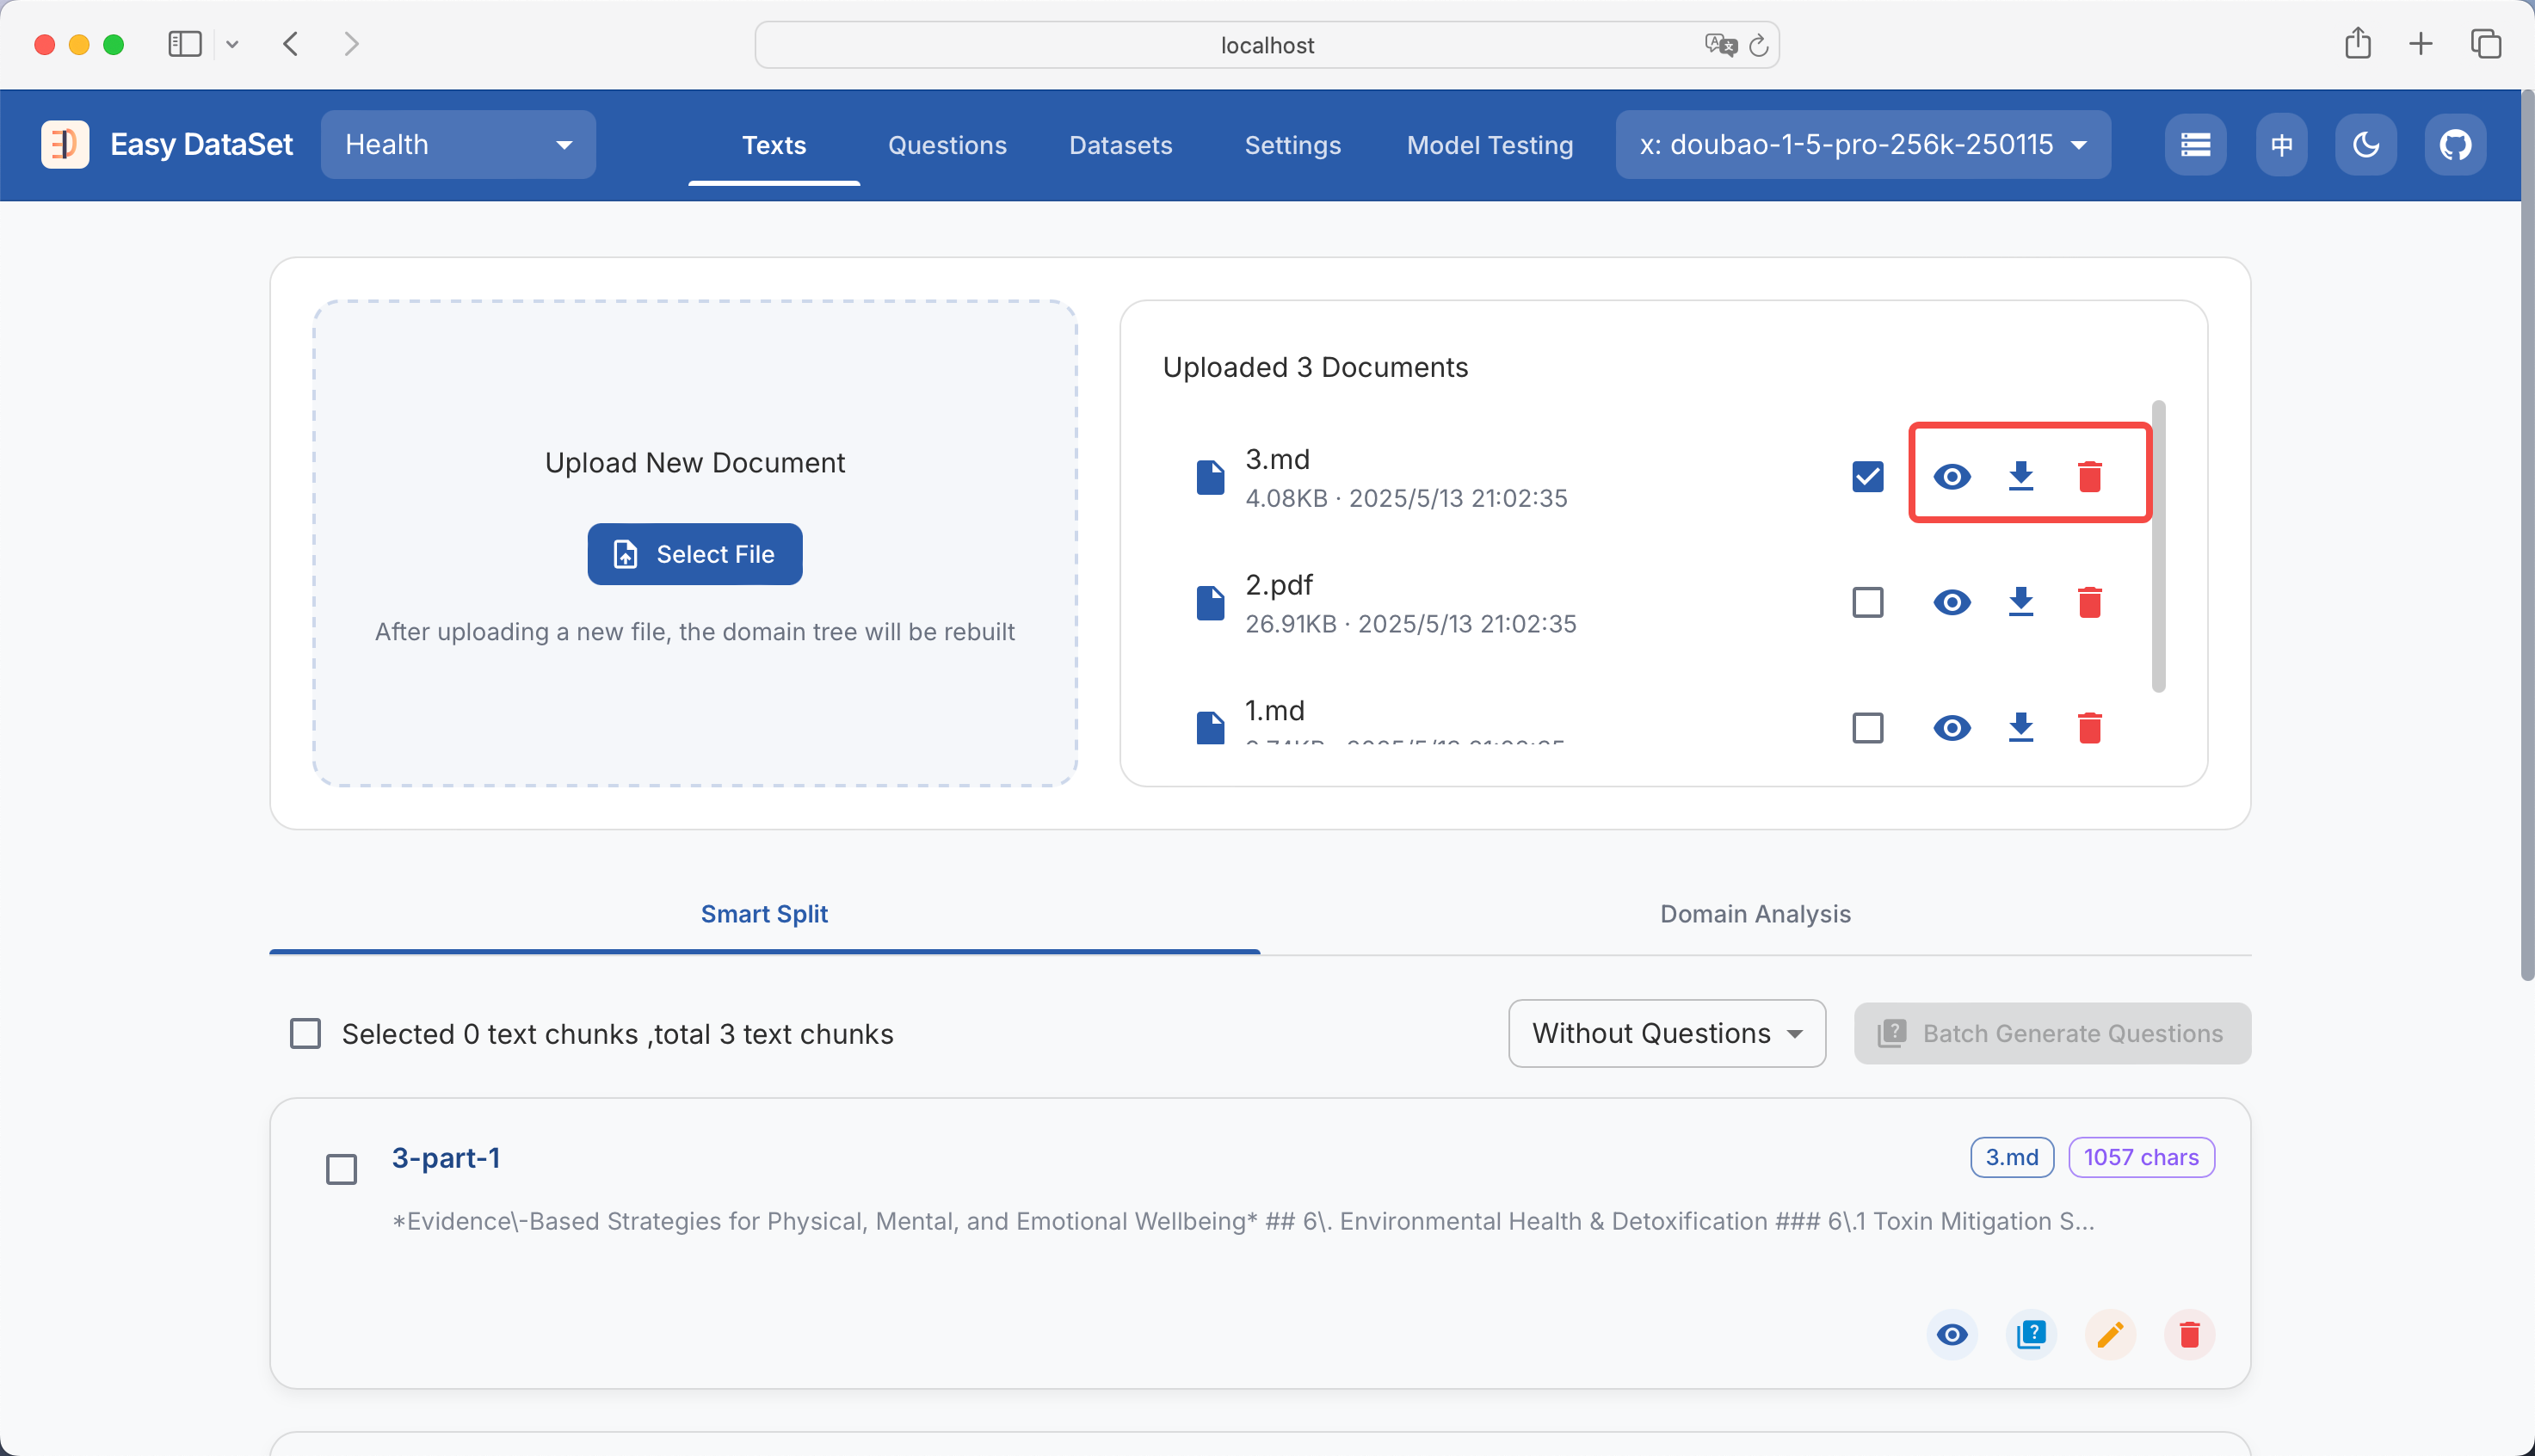 localhost
Easy DataSet
Health
Texts
Questions
Datasets
Settings
Model Testing
x: doubao-1-5-pro-256k-250115
中
Upload New Document
Select File
After uploading a new file, the domain tree will be rebuilt
Uploaded 3 Documents
3.md
4.08KB · 2025/5/13 21:02:35
2.pdf
26.91KB · 2025/5/13 21:02:35
1.md
Smart Split
Domain Analysis
Selected 0 text chunks ,total 3 text chunks
Without Questions
Batch Generate Questions
3-part-1
3.md
1057 chars
*Evidence\-Based Strategies for Physical, Mental, and Emotional Wellbeing* ## 6\. Environmental Health & Detoxification ### 6\.1 Toxin Mitigation S...